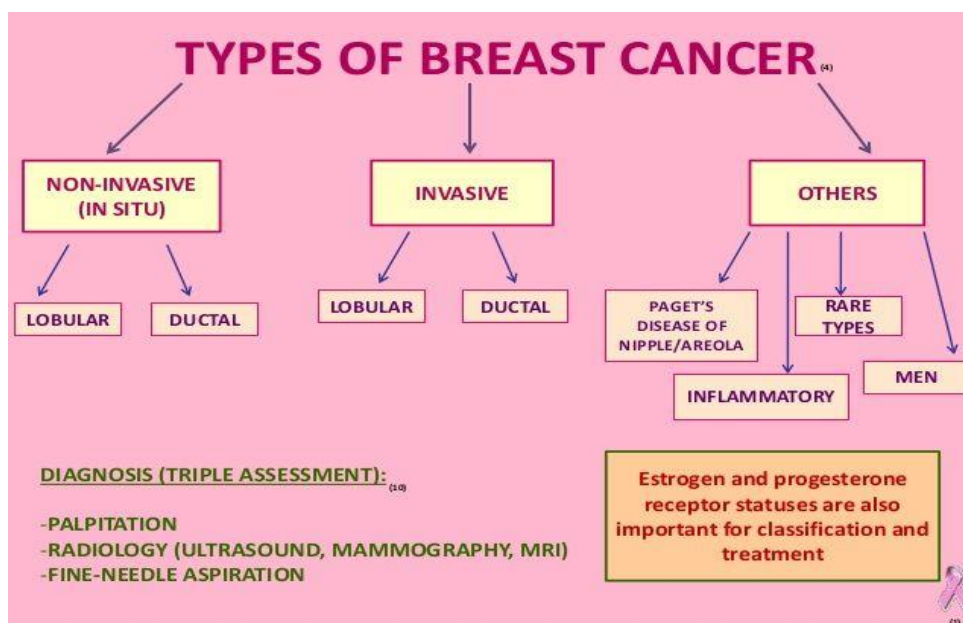 TYPES OF BREAST CANCER (4)
NON-INVASIVE
(IN SITU)
INVASIVE
OTHERS
LOBULAR
DUCTAL
LOBULAR
DUCTAL
PAGET'S
DISEASE OF
NIPPLE/AREOLA
RARE
TYPES
INFLAMMATORY
MEN
DIAGNOSIS (TRIPLE ASSESSMENT): (10)
-PALPITATION
-RADIOLOGY (ULTRASOUND, MAMMOGRAPHY, MRI)
-FINE-NEEDLE ASPIRATION
Estrogen and progesterone
receptor statuses are also
important for classification and
treatment